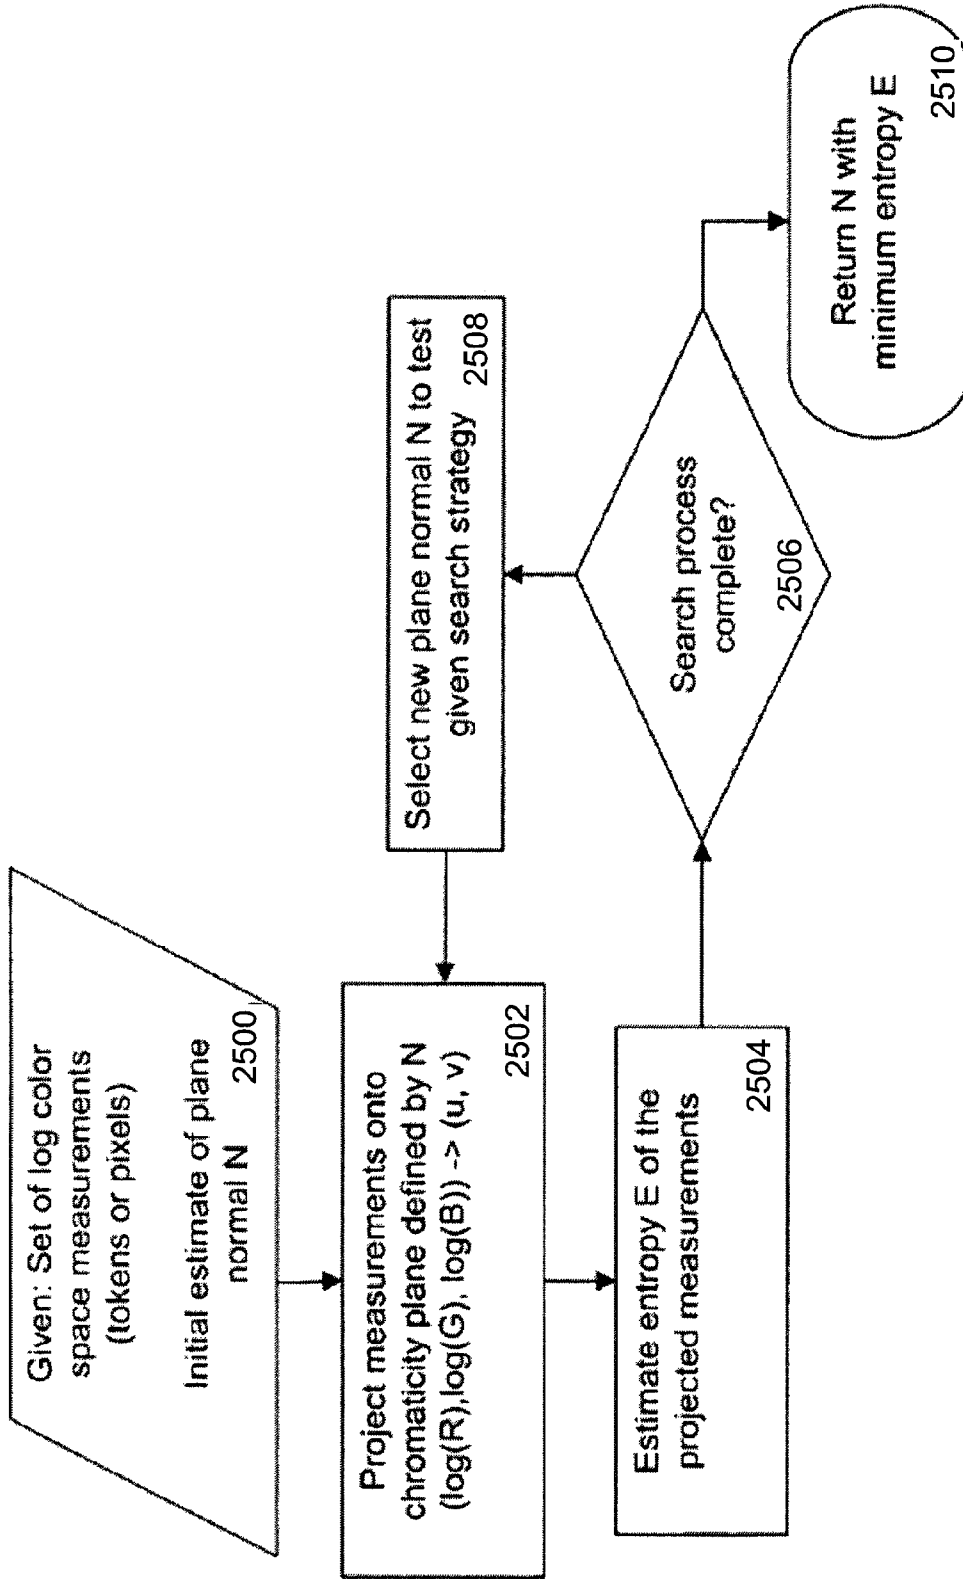 Given: Set of log color
space measurements
(tokens or pixels)
Initial estimate of plane
normal N
2500
Project measurements onto
chromaticity plane defined by N
(log(R),log(G), log(B)) -> (u, v)
2502
Estimate entropy E of the
projected measurements
2504
Select new plane normal N to test
given search strategy
2508
Search process
complete?
2506
Return N with
minimum entropy E
2510